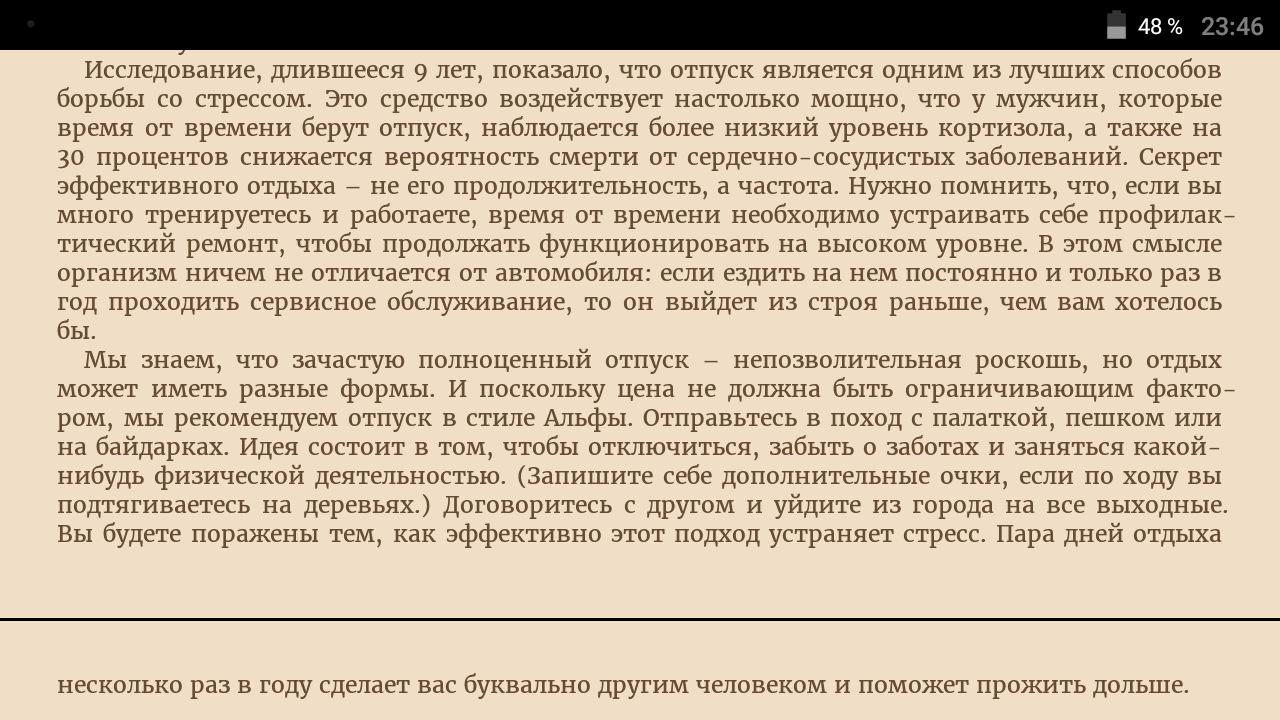 48 % 23:46
Исследование, длившееся 9 лет, показало, что отпуск является одним из лучших способов
борьбы со стрессом. Это средство воздействует настолько мощно, что у мужчин, которые
время от времени берут отпуск, наблюдается более низкий уровень кортизола, а также на
30 процентов снижается вероятность смерти от сердечно-сосудистых заболеваний. Секрет
эффективного отдыха – не его продолжительность, а частота. Нужно помнить, что, если вы
много тренируетесь и работаете, время от времени необходимо устраивать себе профилак-
тический ремонт, чтобы продолжать функционировать на высоком уровне. В этом смысле
организм ничем не отличается от автомобиля: если ездить на нем постоянно и только раз в
год проходить сервисное обслуживание, то он выйдет из строя раньше, чем вам хотелось
бы.
Мы знаем, что зачастую полноценный отпуск – непозволительная роскошь, но отдых
может иметь разные формы. И поскольку цена не должна быть ограничивающим факто-
ром, мы рекомендуем отпуск в стиле Альфы. Отправьтесь в поход с палаткой, пешком или
на байдарках. Идея состоит в том, чтобы отключиться, забыть о заботах и заняться какой-
нибудь физической деятельностью. (Запишите себе дополнительные очки, если по ходу вы
подтягиваетесь на деревьях.) Договоритесь с другом и уйдите из города на все выходные.
Вы будете поражены тем, как эффективно этот подход устраняет стресс. Пара дней отдыха
несколько раз в году сделает вас буквально другим человеком и поможет прожить дольше.